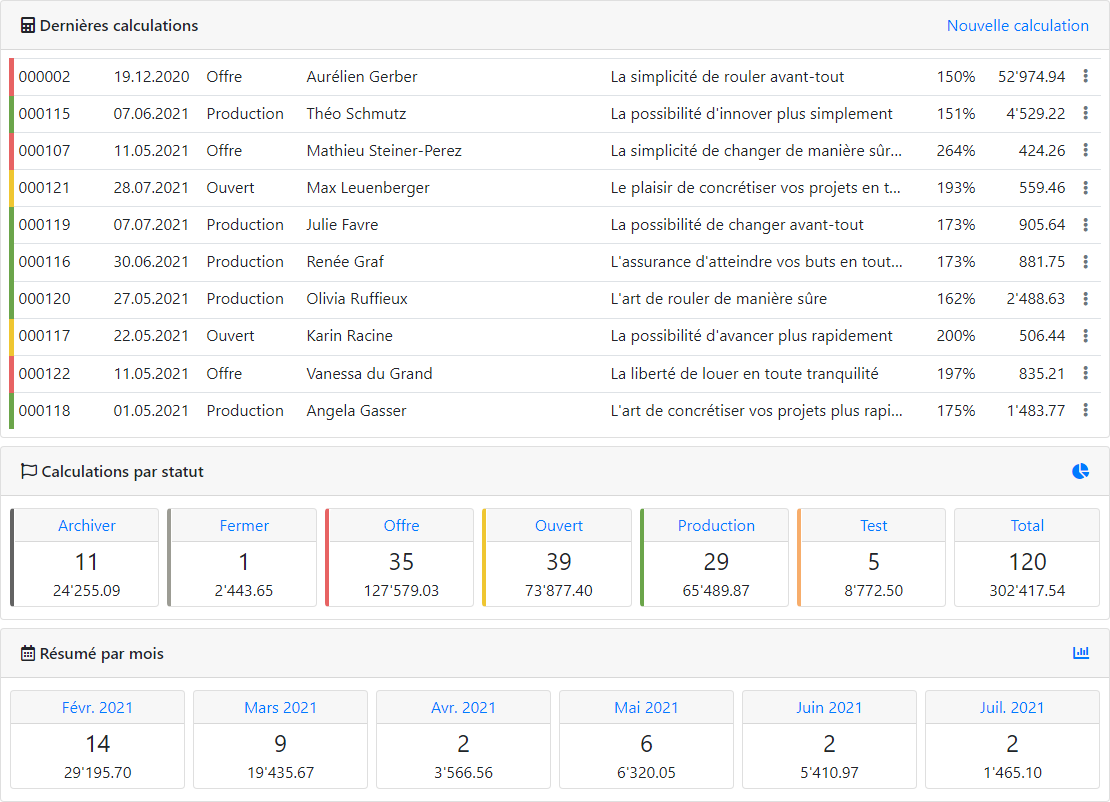 Dernières calculations Nouvelle calculation
000002 19.12.2020 Offre Aurélien Gerber La simplicité de rouler avant-tout 150% 52'974.94
000115 07.06.2021 Production Théo Schmutz La possibilité d'innover plus simplement 151% 4'529.22
000107 11.05.2021 Offre Mathieu Steiner-Perez La simplicité de changer de manière sûr... 264% 424.26
000121 28.07.2021 Ouvert Max Leuenberger Le plaisir de concrétiser vos projets en t... 193% 559.46
000119 07.07.2021 Production Julie Favre La possibilité de changer avant-tout 173% 905.64
000116 30.06.2021 Production Renée Graf L'assurance d'atteindre vos buts en tout... 173% 881.75
000120 27.05.2021 Production Olivia Ruffieux L'art de rouler de manière sûre 162% 2'488.63
000117 22.05.2021 Ouvert Karin Racine La possibilité d'avancer plus rapidement 200% 506.44
000122 11.05.2021 Offre Vanessa du Grand La liberté de louer en toute tranquilité 197% 835.21
000118 01.05.2021 Production Angela Gasser L'art de concrétiser vos projets plus rapi... 175% 1'483.77
Calculations par statut
Archiver Fermer Offre Ouvert Production Test Total
11 1 35 39 29 5 120
24'255.09 2'443.65 127'579.03 73'877.40 65'489.87 8'772.50 302'417.54
Résumé par mois
Févr. 2021 Mars 2021 Avr. 2021 Mai 2021 Juin 2021 Juil. 2021
14 9 2 6 2 2
29'195.70 19'435.67 3'566.56 6'320.05 5'410.97 1'465.10